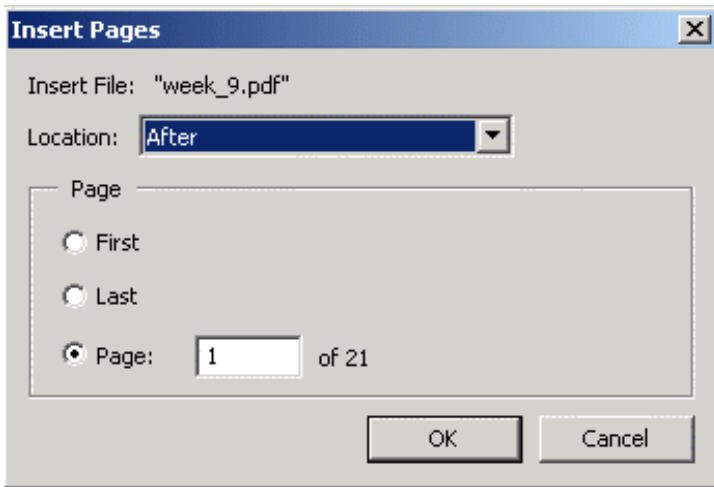 Insert Pages
Insert File: "week_9.pdf"
Location: After
Page
First
Last
Page: 1 of 21
OK Cancel